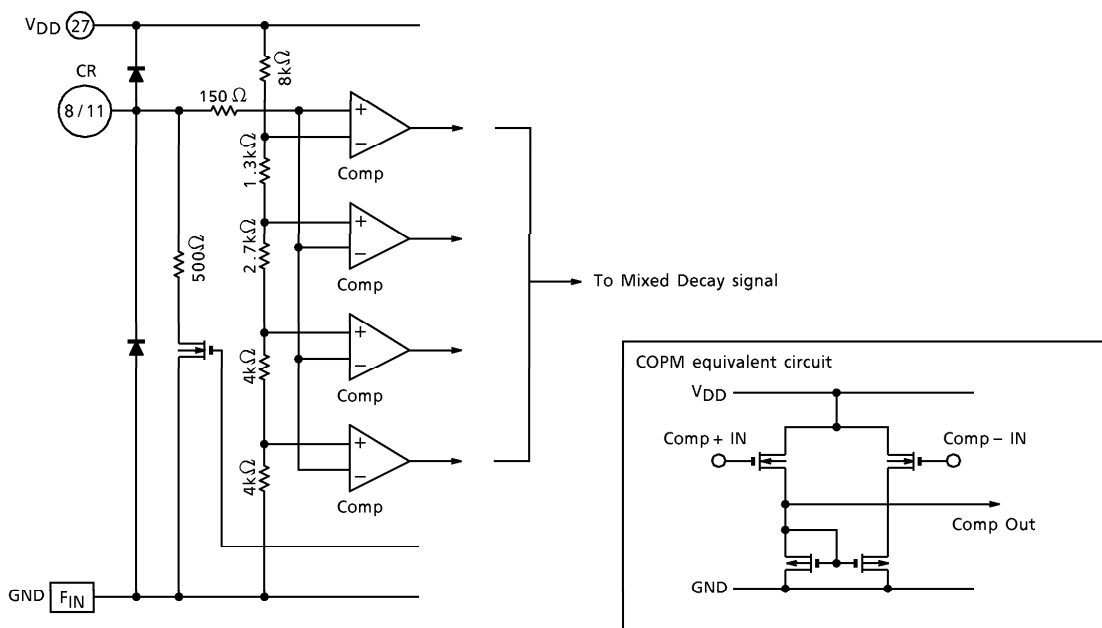 VDD 27
8kΩ
CR
8/11
150 Ω
Comp
1.3kΩ
Comp
2.7kΩ
500Ω
To Mixed Decay signal
Comp
4kΩ
Comp
4kΩ
GND FIN
COPM equivalent circuit
VDD
Comp+ IN
Comp− IN
Comp Out
GND
+
−
+
−
+
−
+
−